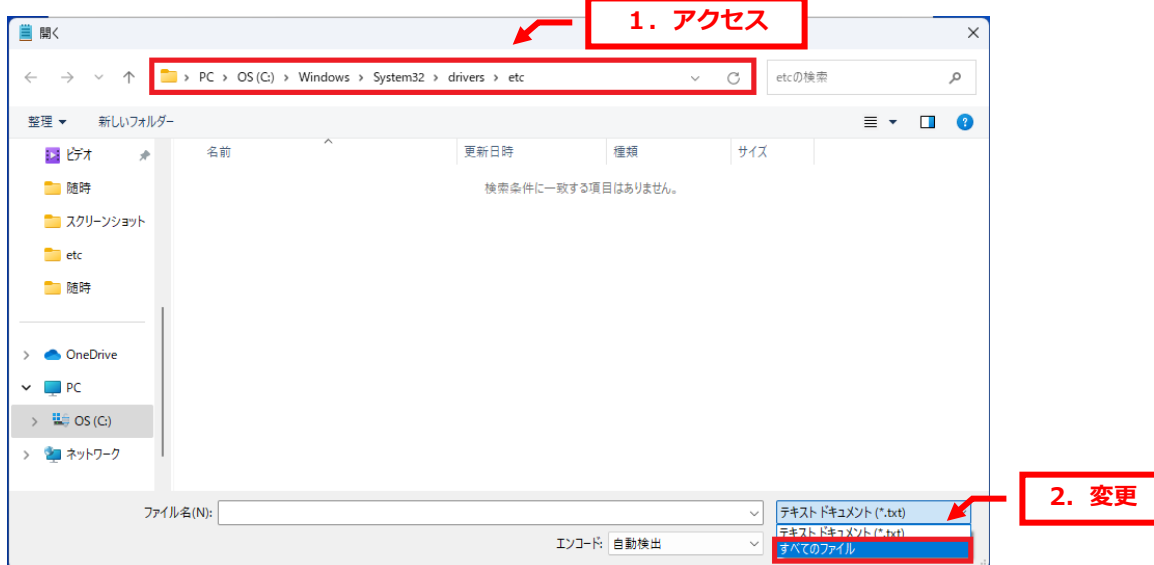 1．アクセス
開く
PC > OS (C:) > Windows > System32 > drivers > etc
etcの検索
整理 新しいフォルダー
名前 更新日時 種類 サイズ
検索条件に一致する項目はありません。
ビデオ
随時
スクリーンショット
etc
随時
OneDrive
PC
OS (C:)
ネットワーク
2．変更
ファイル名(N): テキスト ドキュメント (*.txt)
テキスト ドキュメント (*.txt)
エンコード: 自動検出 すべてのファイル